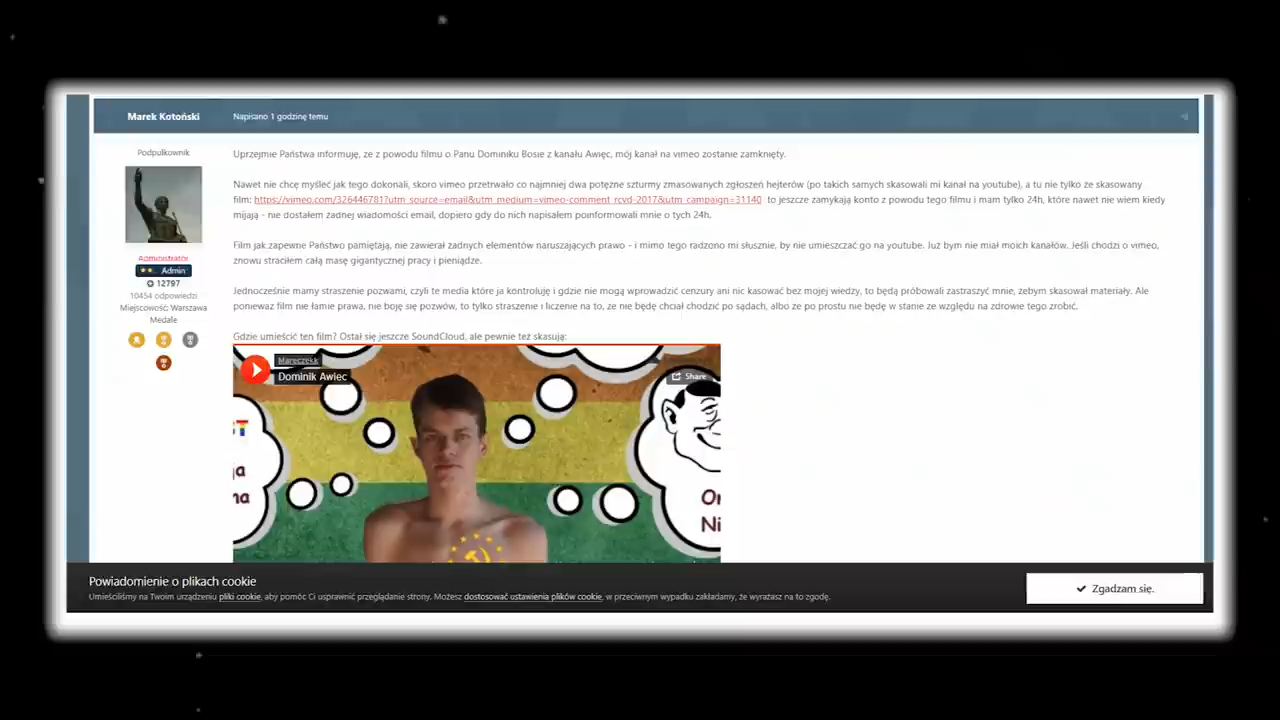 Marek Kotoński
Napisano 1 godzinę temu
Podpułkownik
Administrator
Admin
12797
10454 odpowiedzi
Miejscowość: Warszawa
Medale
Uprzejmie Państwa informuję, ze z powodu filmu o Panu Dominiku Bosie z kanału Awięc, mój kanał na vimeo zostanie zamknięty.
Nawet nie chcę myśleć jak tego dokonali, skoro vimeo przetrwało co najmniej dwa potężne szturmy zmasowanych zgłoszeń hejterów (po takich samych skasowali mi kanał na youtube), a tu nie tylko ze skasowany
film: https://vimeo.com/326446781?utm_source=email&utm_medium=vimeo-comment_rcvd-2017&utm_campaign=31140 to jeszcze zamykają konto z powodu tego filmu i mam tylko 24h, które nawet nie wiem kiedy
mijają - nie dostałem żadnej wiadomości email, dopiero gdy do nich napisałem poinformowali mnie o tych 24h.
Film jak zapewne Państwo pamiętają, nie zawierał żadnych elementów naruszających prawo - i mimo tego radzono mi słusznie, by nie umieszczać go na youtube. Już bym nie miał moich kanałów. Jeśli chodzi o vimeo,
znowu straciłem całą masę gigantycznej pracy i pieniądze.
Jednocześnie mamy straszenie pozwami, czyli te media które ja kontroluję i gdzie nie mogą wprowadzić cenzury ani nic kasować bez mojej wiedzy, to będą próbowali zastraszyć mnie, żebym skasował materiały. Ale
ponieważ film nie łamie prawa, nie boję się pozwów, to tylko straszenie i liczenie na to, ze nie będę chciał chodzić po sądach, albo ze po prostu nie będę w stanie ze względu na zdrowie tego zrobić.
Gdzie umieścić ten film? Ostał się jeszcze SoundCloud, ale pewnie też skasują:
Mareczekk
Dominik Awiec
Share
ja
na
Or
Ni
Powiadomienie o plikach cookie
Umieściliśmy na Twoim urządzeniu pliki cookie, aby pomóc Ci usprawnić przeglądanie strony. Możesz dostosować ustawienia plików cookie, w przeciwnym wypadku zakładamy, że wyrażasz na to zgodę.
Zgadzam się.